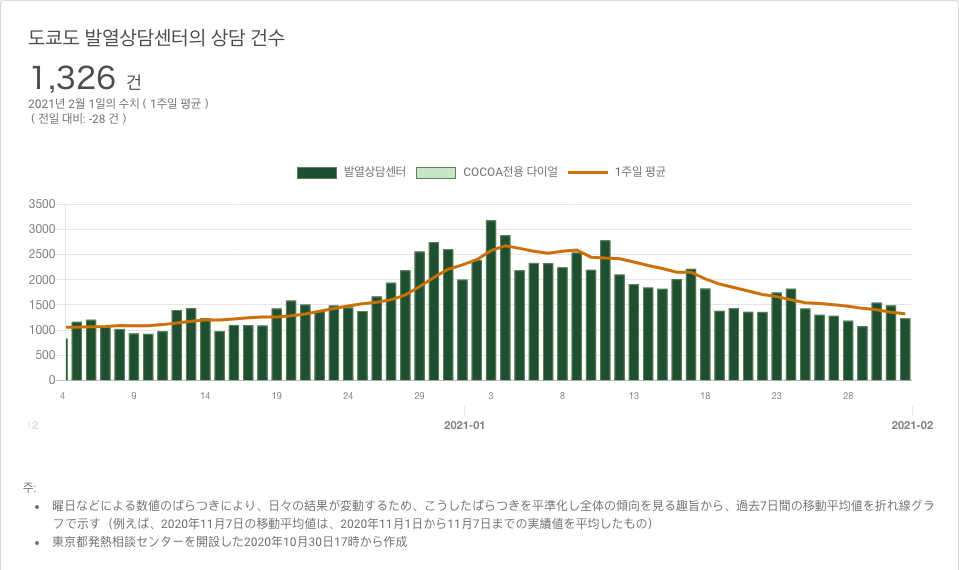 도쿄도 발열상담센터의 상담 건수
1,326 건
2021년 2월 1일의 수치 ( 1주일 평균 )
( 전일 대비: -28 건 )
발열상담센터 COCOA전용 다이얼 1주일 평균
3500
3000
2500
2000
1500
1000
500
0
4 9 14 19 24 29 3 8 13 18 23 28
12 2021-01 2021-02
주:
• 曜日などによる数値のばらつきにより、日々の結果が変動するため、こうしたばらつきを平準化し全体の傾向を見る趣旨から、過去7日間の移動平均値を折れ線グラ
フで示す（例えば、2020年11月7日の移動平均値は、2020年11月1日から11月7日までの実績値を平均したもの）
• 東京都発熱相談センターを開設した2020年10月30日17時から作成